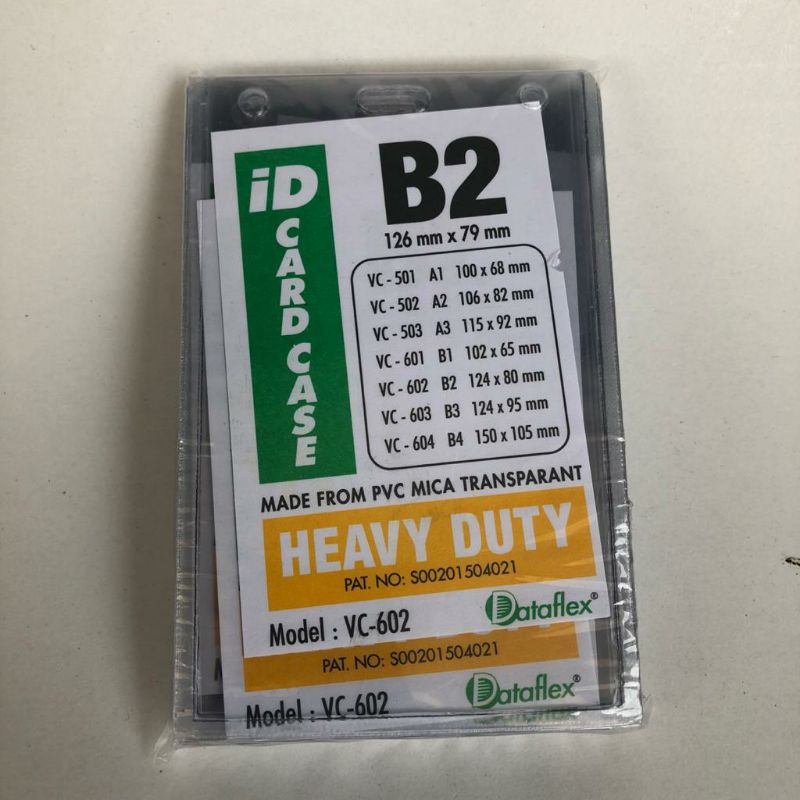 iD
CARD CASE
B2
126 mm x 79 mm
VC - 501 A1 100 x 68 mm
VC - 502 A2 106 x 82 mm
VC - 503 A3 115 x 92 mm
VC - 601 B1 102 x 65 mm
VC - 602 B2 124 x 80 mm
VC - 603 B3 124 x 95 mm
VC - 604 B4 150 x 105 mm
MADE FROM PVC MICA TRANSPARANT
HEAVY DUTY
PAT. NO: S00201504021
Model : VC-602
Dataflex®
PAT. NO: S00201504021
Model : VC-602
Dataflex®